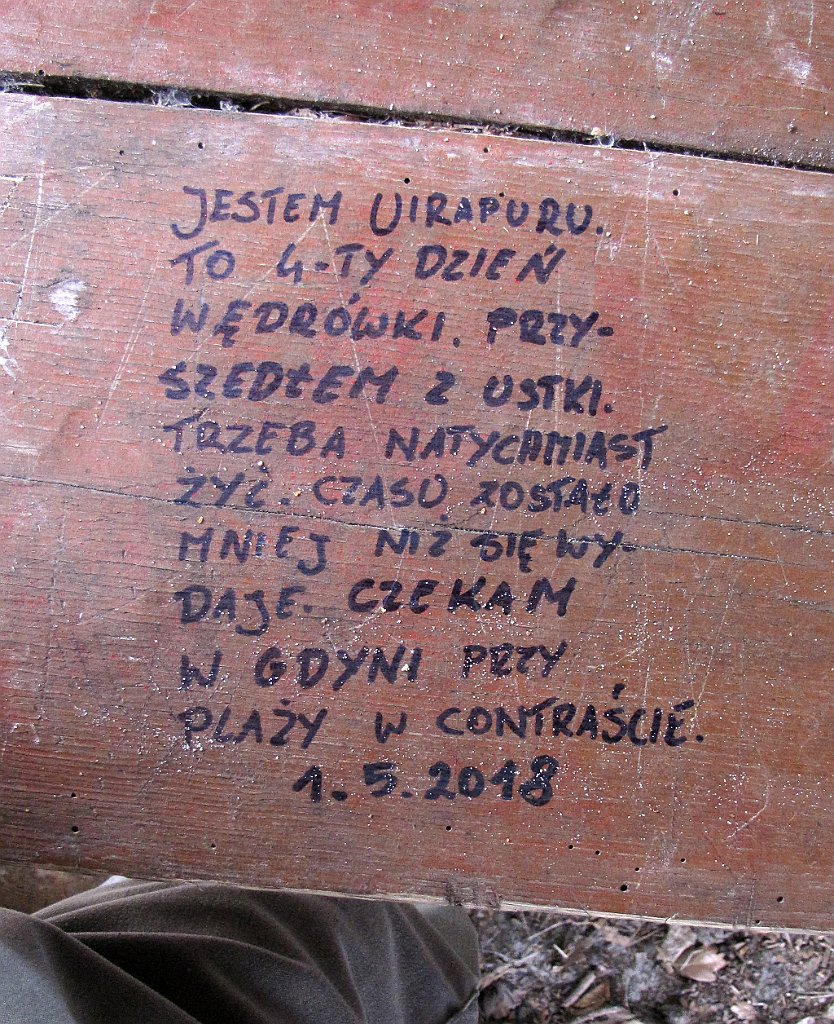 JESTEM UIRAPURU.
TO 4-TY DZIEŃ
WĘDRÓWKI. PRZY-
SZEDŁEM Z USTKI.
TRZEBA NATYCHMIAST
ŻYĆ. CZASU ZOSTAŁO
MNIEJ NIŻ SIĘ WY-
DAJE. CZEKAM
W GDYNI PRZY
PLAŻY W CONTRAŚCIE.
1.5.2018